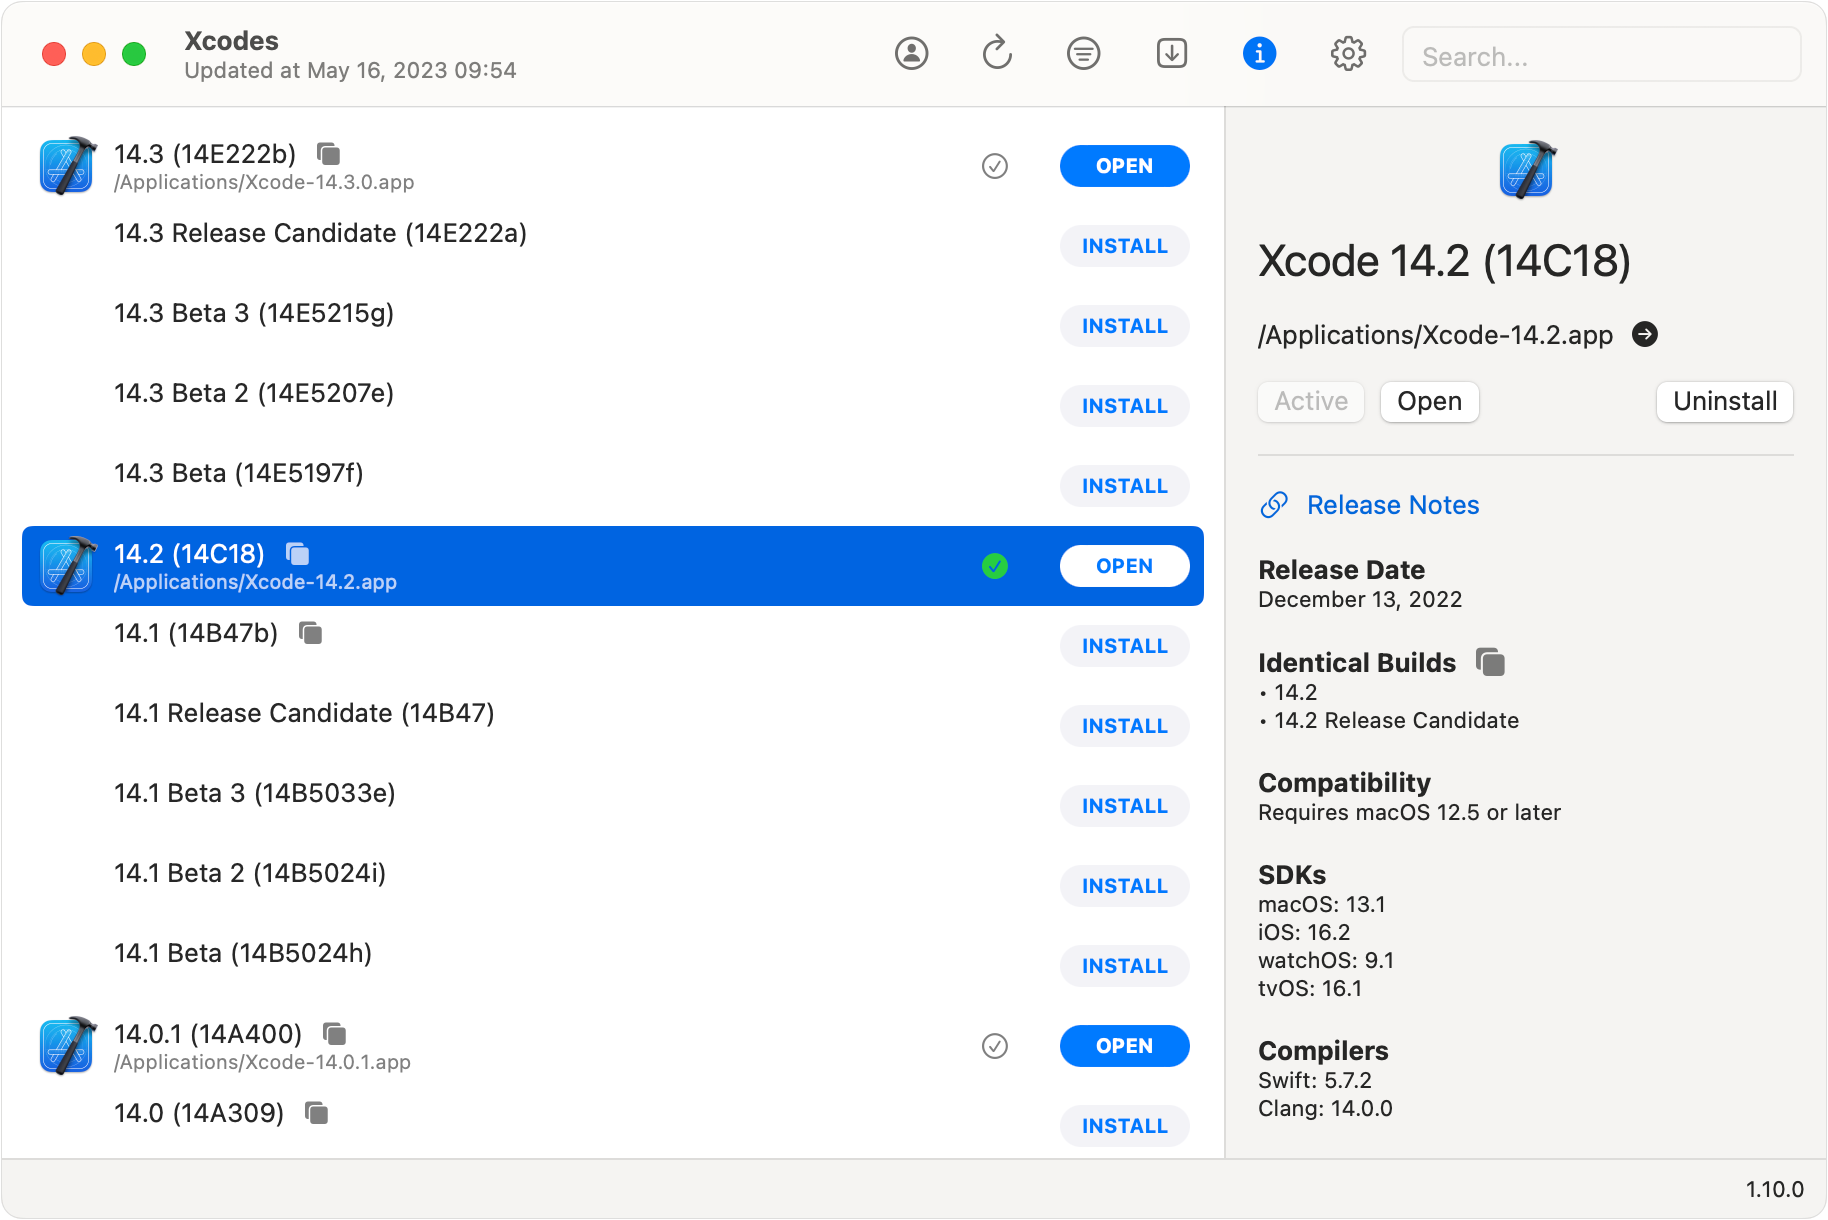 Xcodes
Updated at May 16, 2023 09:54
Search...
14.3 (14E222b)
/Applications/Xcode-14.3.0.app
OPEN
14.3 Release Candidate (14E222a)
INSTALL
14.3 Beta 3 (14E5215g)
INSTALL
14.3 Beta 2 (14E5207e)
INSTALL
14.3 Beta (14E5197f)
INSTALL
14.2 (14C18)
/Applications/Xcode-14.2.app
OPEN
14.1 (14B47b)
INSTALL
14.1 Release Candidate (14B47)
INSTALL
14.1 Beta 3 (14B5033e)
INSTALL
14.1 Beta 2 (14B5024i)
INSTALL
14.1 Beta (14B5024h)
INSTALL
14.0.1 (14A400)
/Applications/Xcode-14.0.1.app
OPEN
14.0 (14A309)
INSTALL
Xcode 14.2 (14C18)
/Applications/Xcode-14.2.app
Active Open Uninstall
Release Notes
Release Date
December 13, 2022
Identical Builds
• 14.2
• 14.2 Release Candidate
Compatibility
Requires macOS 12.5 or later
SDKs
macOS: 13.1
iOS: 16.2
watchOS: 9.1
tvOS: 16.1
Compilers
Swift: 5.7.2
Clang: 14.0.0
1.10.0